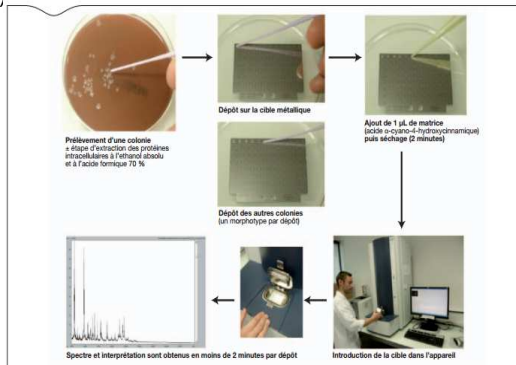 Prélèvement d'une colonie
± étape d'extraction des protéines
intracellulaires à l'ethanol absolu
et à l'acide formique 70 %
Dépôt sur la cible métallique
Ajout de 1 µL de matrice
(acide α-cyano-4-hydroxycinnamique)
puis séchage (2 minutes)
Dépôt des autres colonies
(un morphotype par dépôt)
Spectre et interprétation sont obtenus en moins de 2 minutes par dépôt
Introduction de la cible dans l'appareil